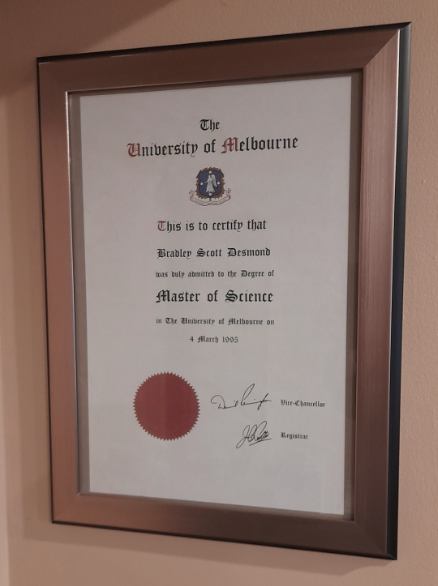 The
University of Melbourne
This is to certify that
Bradley Scott Desmond
was duly admitted to the Degree of
Master of Science
in The University of Melbourne on
4 March 1995
Vice-Chancellor
Registrar